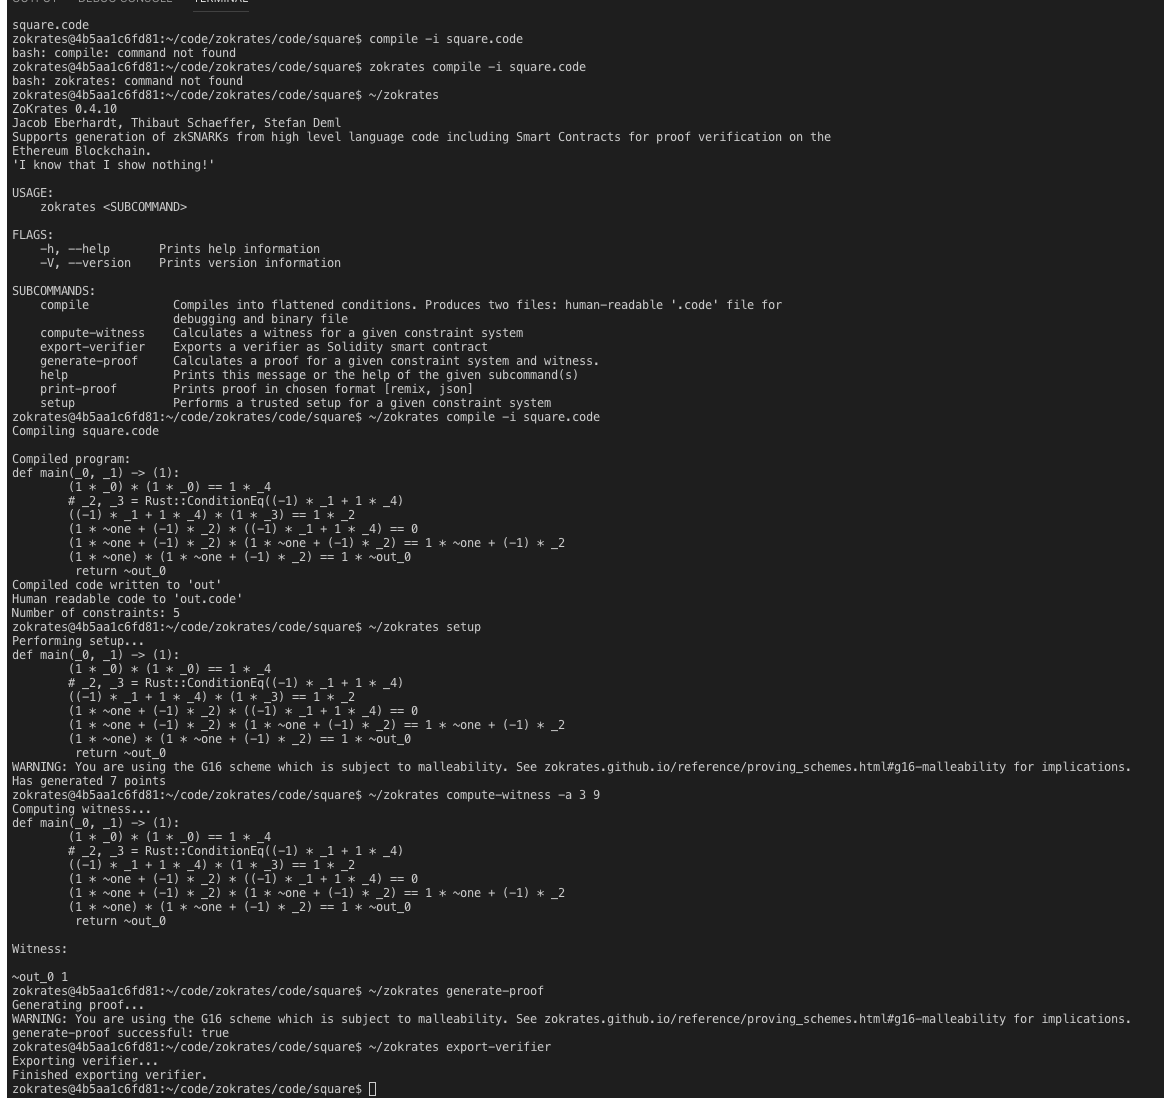 OUTPUT DEBUG CONSOLE TERMINAL
square.code
zokrates@4b5aa1c6fd81:~/code/zokrates/code/square$ compile -i square.code
bash: compile: command not found
zokrates@4b5aa1c6fd81:~/code/zokrates/code/square$ zokrates compile -i square.code
bash: zokrates: command not found
zokrates@4b5aa1c6fd81:~/code/zokrates/code/square$ ~/zokrates
ZoKrates 0.4.10
Jacob Eberhardt, Thibaut Schaeffer, Stefan Deml
Supports generation of zkSNARKs from high level language code including Smart Contracts for proof verification on the
Ethereum Blockchain.
'I know that I show nothing!'
USAGE:
    zokrates <SUBCOMMAND>
FLAGS:
    -h, --help       Prints help information
    -V, --version    Prints version information
SUBCOMMANDS:
    compile            Compiles into flattened conditions. Produces two files: human-readable '.code' file for
                       debugging and binary file
    compute-witness    Calculates a witness for a given constraint system
    export-verifier    Exports a verifier as Solidity smart contract
    generate-proof     Calculates a proof for a given constraint system and witness.
    help               Prints this message or the help of the given subcommand(s)
    print-proof        Prints proof in chosen format [remix, json]
    setup              Performs a trusted setup for a given constraint system
zokrates@4b5aa1c6fd81:~/code/zokrates/code/square$ ~/zokrates compile -i square.code
Compiling square.code
Compiled program:
def main(_0, _1) -> (1):
        (1 * _0) * (1 * _0) == 1 * _4
        # _2, _3 = Rust::ConditionEq((-1) * _1 + 1 * _4)
        ((-1) * _1 + 1 * _4) * (1 * _3) == 1 * _2
        (1 * ~one + (-1) * _2) * ((-1) * _1 + 1 * _4) == 0
        (1 * ~one + (-1) * _2) * (1 * ~one + (-1) * _2) == 1 * ~one + (-1) * _2
        (1 * ~one) * (1 * ~one + (-1) * _2) == 1 * ~out_0
         return ~out_0
Compiled code written to 'out'
Human readable code to 'out.code'
Number of constraints: 5
zokrates@4b5aa1c6fd81:~/code/zokrates/code/square$ ~/zokrates setup
Performing setup...
def main(_0, _1) -> (1):
        (1 * _0) * (1 * _0) == 1 * _4
        # _2, _3 = Rust::ConditionEq((-1) * _1 + 1 * _4)
        ((-1) * _1 + 1 * _4) * (1 * _3) == 1 * _2
        (1 * ~one + (-1) * _2) * ((-1) * _1 + 1 * _4) == 0
        (1 * ~one + (-1) * _2) * (1 * ~one + (-1) * _2) == 1 * ~one + (-1) * _2
        (1 * ~one) * (1 * ~one + (-1) * _2) == 1 * ~out_0
         return ~out_0
WARNING: You are using the G16 scheme which is subject to malleability. See zokrates.github.io/reference/proving_schemes.html#g16-malleability for implications.
Has generated 7 points
zokrates@4b5aa1c6fd81:~/code/zokrates/code/square$ ~/zokrates compute-witness -a 3 9
Computing witness...
def main(_0, _1) -> (1):
        (1 * _0) * (1 * _0) == 1 * _4
        # _2, _3 = Rust::ConditionEq((-1) * _1 + 1 * _4)
        ((-1) * _1 + 1 * _4) * (1 * _3) == 1 * _2
        (1 * ~one + (-1) * _2) * ((-1) * _1 + 1 * _4) == 0
        (1 * ~one + (-1) * _2) * (1 * ~one + (-1) * _2) == 1 * ~one + (-1) * _2
        (1 * ~one) * (1 * ~one + (-1) * _2) == 1 * ~out_0
         return ~out_0
Witness:
~out_0 1
zokrates@4b5aa1c6fd81:~/code/zokrates/code/square$ ~/zokrates generate-proof
Generating proof...
WARNING: You are using the G16 scheme which is subject to malleability. See zokrates.github.io/reference/proving_schemes.html#g16-malleability for implications.
generate-proof successful: true
zokrates@4b5aa1c6fd81:~/code/zokrates/code/square$ ~/zokrates export-verifier
Exporting verifier...
Finished exporting verifier.
zokrates@4b5aa1c6fd81:~/code/zokrates/code/square$